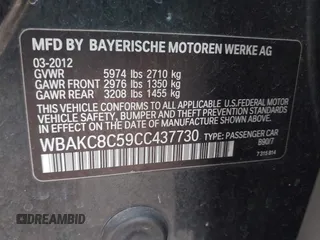 MFD BY BAYERISCHE MOTOREN WERKE AG
03-2012
GVWR 5974 lbs 2710 kg
GAWR FRONT 2976 lbs 1350 kg
GAWR REAR 3208 lbs 1455 kg
THIS VEHICLE CONFORMS TO ALL APPLICABLE
FEDERAL MOTOR VEHICLE SAFETY, BUMPER
AND THEFT PREVENTION STANDARDS IN EFFECT
ON THE DATE OF MANUFACTURE SHOWN ABOVE.
WBAKC8C59CC437730 TYPE: PASSENGER CAR
DREAMBID